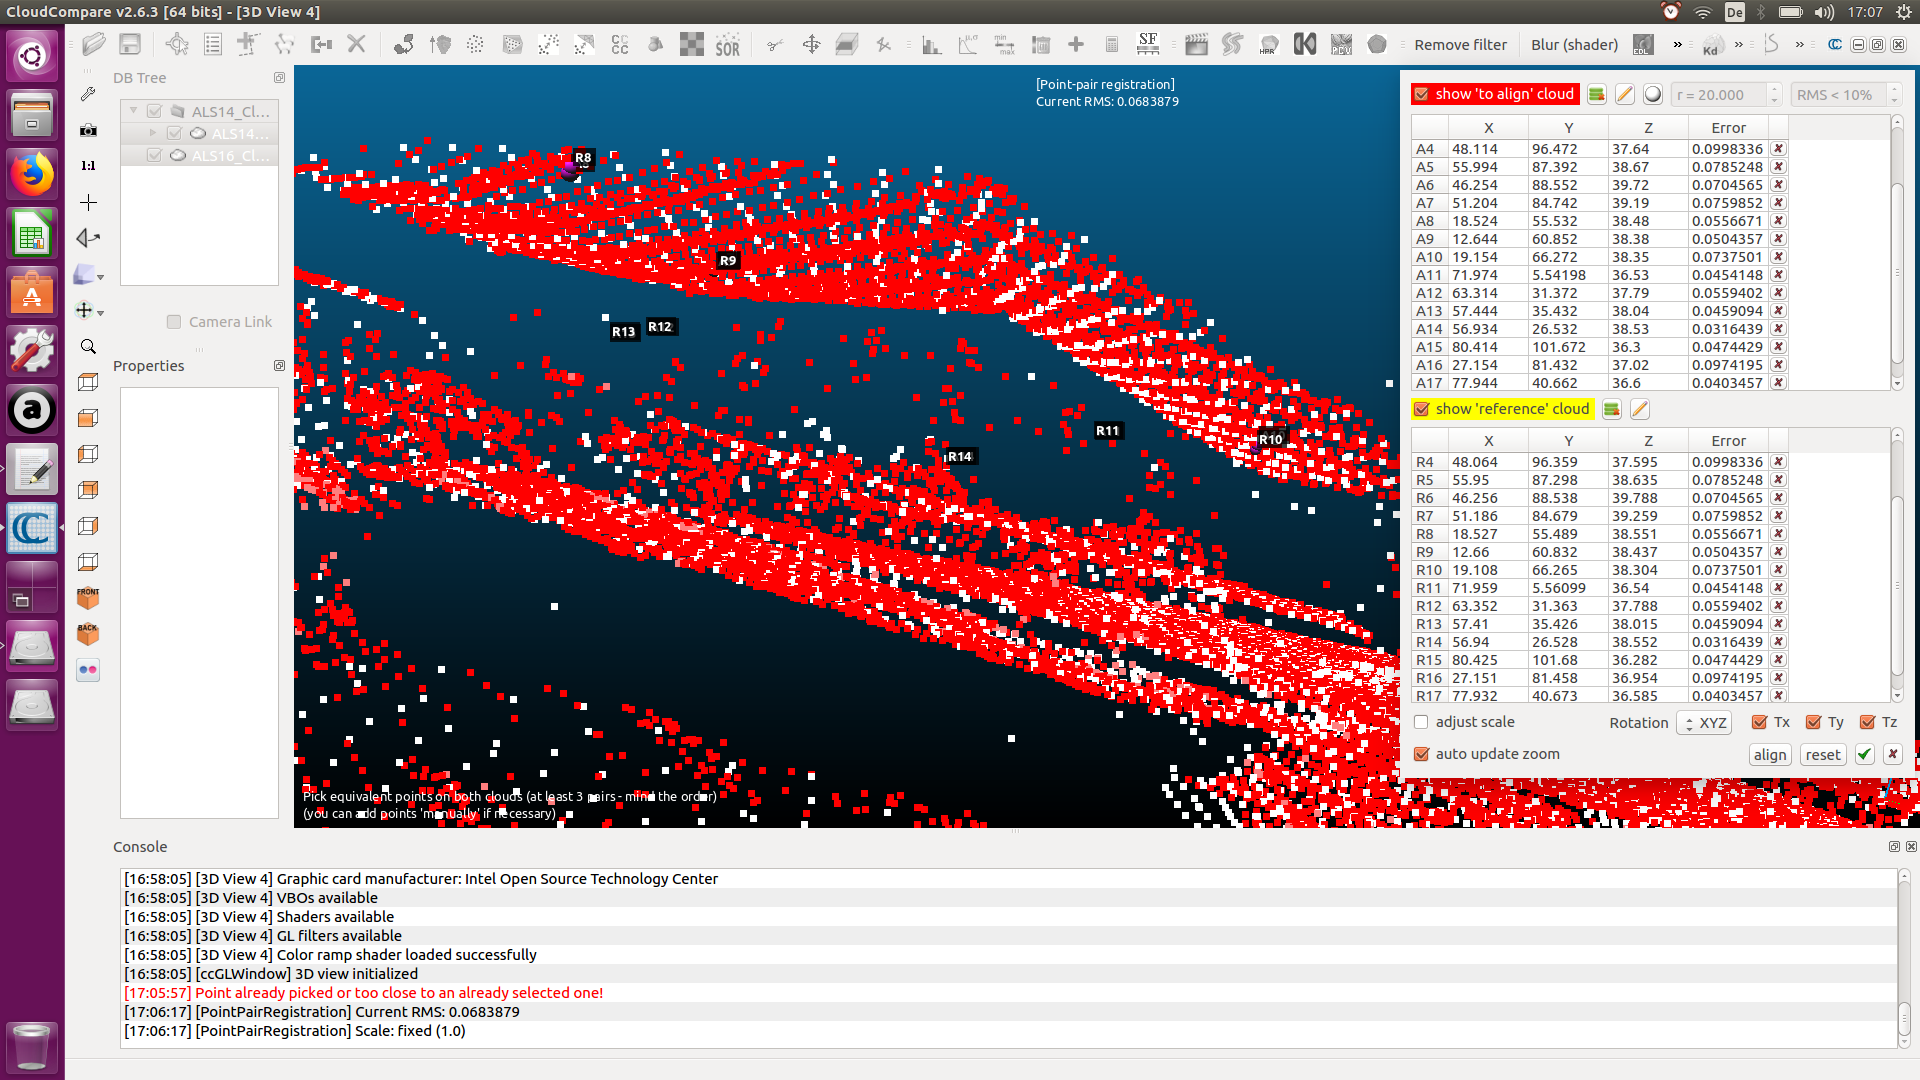 CloudCompare v2.6.3 [64 bits] - [3D View 4]
De
17:07
CC
CC
SOR
min
max
SF
HPR
PCV
Remove filter
Blur (shader)
EDL
»
Kd
»
»
DB Tree
ALS14_Cl...
ALS14...
ALS16_Cl...
1:1
Camera Link
Properties
FRONT
BACK
[Point-pair registration]
Current RMS: 0.0683879
R8
R9
R13
R12
R11
R10
R14
Pick equivalent points on both clouds (at least 3 pairs - mind the order)
(you can add points 'manually' if necessary)
show 'to align' cloud
r = 20.000
RMS < 10%
X Y Z Error
A4 48.114 96.472 37.64 0.0998336
A5 55.994 87.392 38.67 0.0785248
A6 46.254 88.552 39.72 0.0704565
A7 51.204 84.742 39.19 0.0759852
A8 18.524 55.532 38.48 0.0556671
A9 12.644 60.852 38.38 0.0504357
A10 19.154 66.272 38.35 0.0737501
A11 71.974 5.54198 36.53 0.0454148
A12 63.314 31.372 37.79 0.0559402
A13 57.444 35.432 38.04 0.0459094
A14 56.934 26.532 38.53 0.0316439
A15 80.414 101.672 36.3 0.0474429
A16 27.154 81.432 37.02 0.0974195
A17 77.944 40.662 36.6 0.0403457
show 'reference' cloud
X Y Z Error
R4 48.064 96.359 37.595 0.0998336
R5 55.95 87.298 38.635 0.0785248
R6 46.256 88.538 39.788 0.0704565
R7 51.186 84.679 39.259 0.0759852
R8 18.527 55.489 38.551 0.0556671
R9 12.66 60.832 38.437 0.0504357
R10 19.108 66.265 38.304 0.0737501
R11 71.959 5.56099 36.54 0.0454148
R12 63.352 31.363 37.788 0.0559402
R13 57.41 35.426 38.015 0.0459094
R14 56.94 26.528 38.552 0.0316439
R15 80.425 101.68 36.282 0.0474429
R16 27.151 81.458 36.954 0.0974195
R17 77.932 40.673 36.585 0.0403457
adjust scale
Rotation XYZ
Tx Ty Tz
auto update zoom
align reset
Console
[16:58:05] [3D View 4] Graphic card manufacturer: Intel Open Source Technology Center
[16:58:05] [3D View 4] VBOs available
[16:58:05] [3D View 4] Shaders available
[16:58:05] [3D View 4] GL filters available
[16:58:05] [3D View 4] Color ramp shader loaded successfully
[16:58:05] [ccGLWindow] 3D view initialized
[17:05:57] Point already picked or too close to an already selected one!
[17:06:17] [PointPairRegistration] Current RMS: 0.0683879
[17:06:17] [PointPairRegistration] Scale: fixed (1.0)